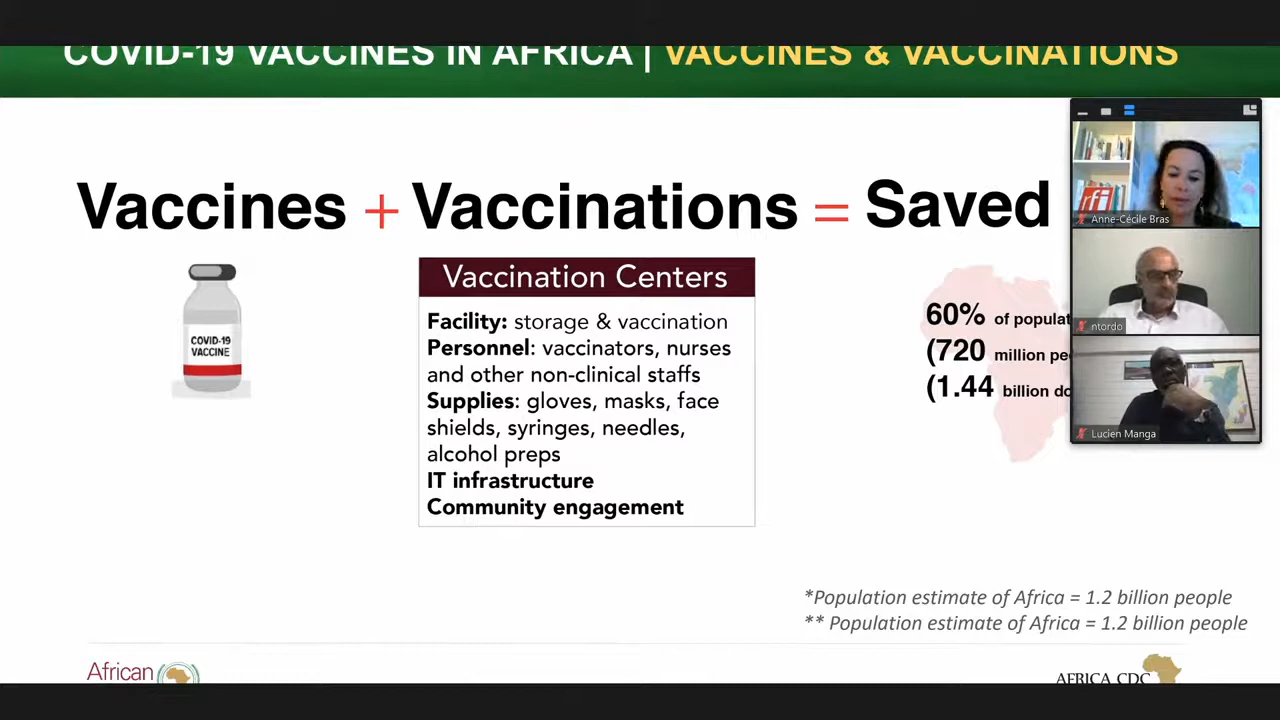 COVID-19 VACCINES IN AFRICA | VACCINES & VACCINATIONS
Vaccines + Vaccinations = Saved
COVID-19
VACCINE
Vaccination Centers
Facility: storage & vaccination
Personnel: vaccinators, nurses
and other non-clinical staffs
Supplies: gloves, masks, face
shields, syringes, needles,
alcohol preps
IT infrastructure
Community engagement
60% of populat
(720 million pe
(1.44 billion do
rfi
Anne-Cécile Bras
ntordo
Lucien Manga
*Population estimate of Africa = 1.2 billion people
** Population estimate of Africa = 1.2 billion people
African
AFRICA CDC